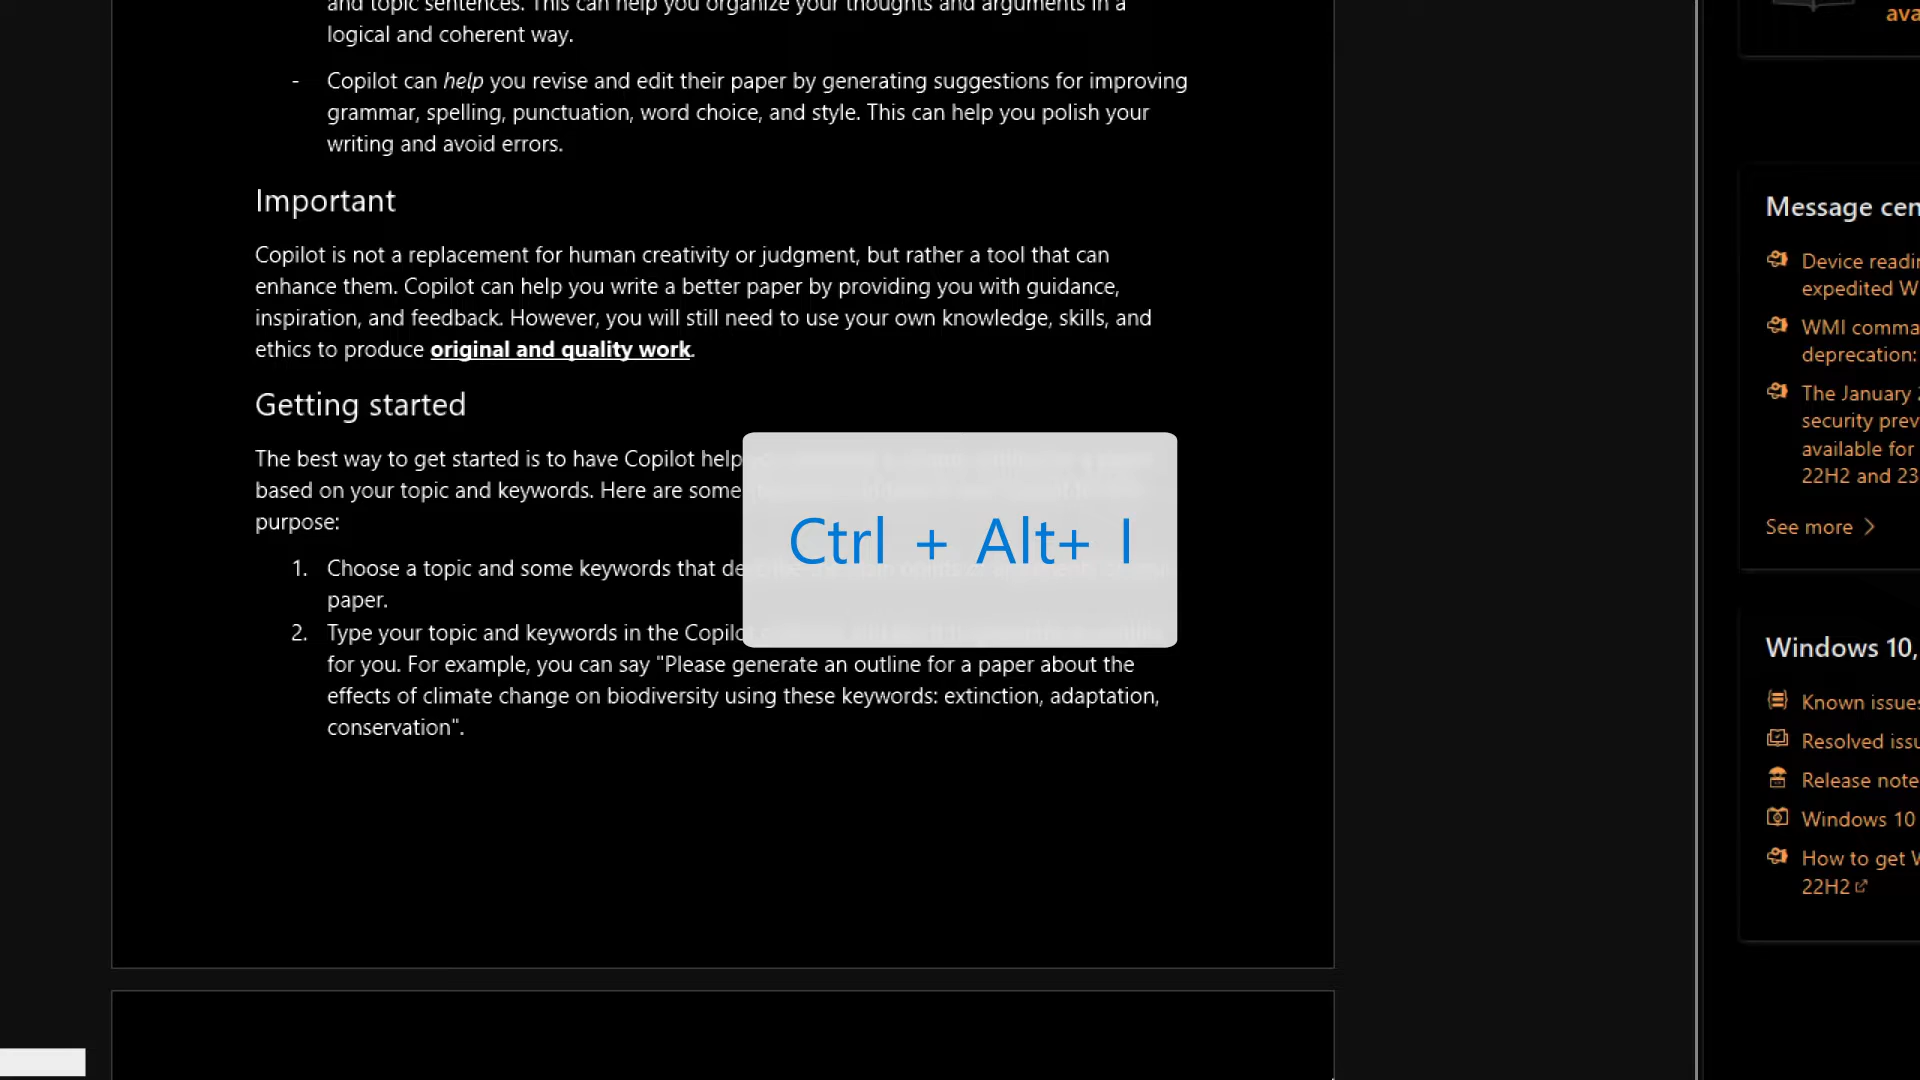 and topic sentences. This can help you organize your thoughts and arguments in a
logical and coherent way.
- Copilot can help you revise and edit their paper by generating suggestions for improving
grammar, spelling, punctuation, word choice, and style. This can help you polish your
writing and avoid errors.
Important
Copilot is not a replacement for human creativity or judgment, but rather a tool that can
enhance them. Copilot can help you write a better paper by providing you with guidance,
inspiration, and feedback. However, you will still need to use your own knowledge, skills, and
ethics to produce original and quality work.
Getting started
The best way to get started is to have Copilot help
based on your topic and keywords. Here are some
purpose:
1. Choose a topic and some keywords that
paper.
2. Type your topic and keywords in the
for you. For example, you can say "Please generate an outline for a paper about the
effects of climate change on biodiversity using these keywords: extinction, adaptation,
conservation".
Ctrl + Alt+ I
ava
Message cen
Device readin
expedited W
WMI comma
deprecation:
The January 2
security prev
available for
22H2 and 23
See more
Windows 10,
Known issues
Resolved issu
Release note
Windows 10
How to get W
22H2